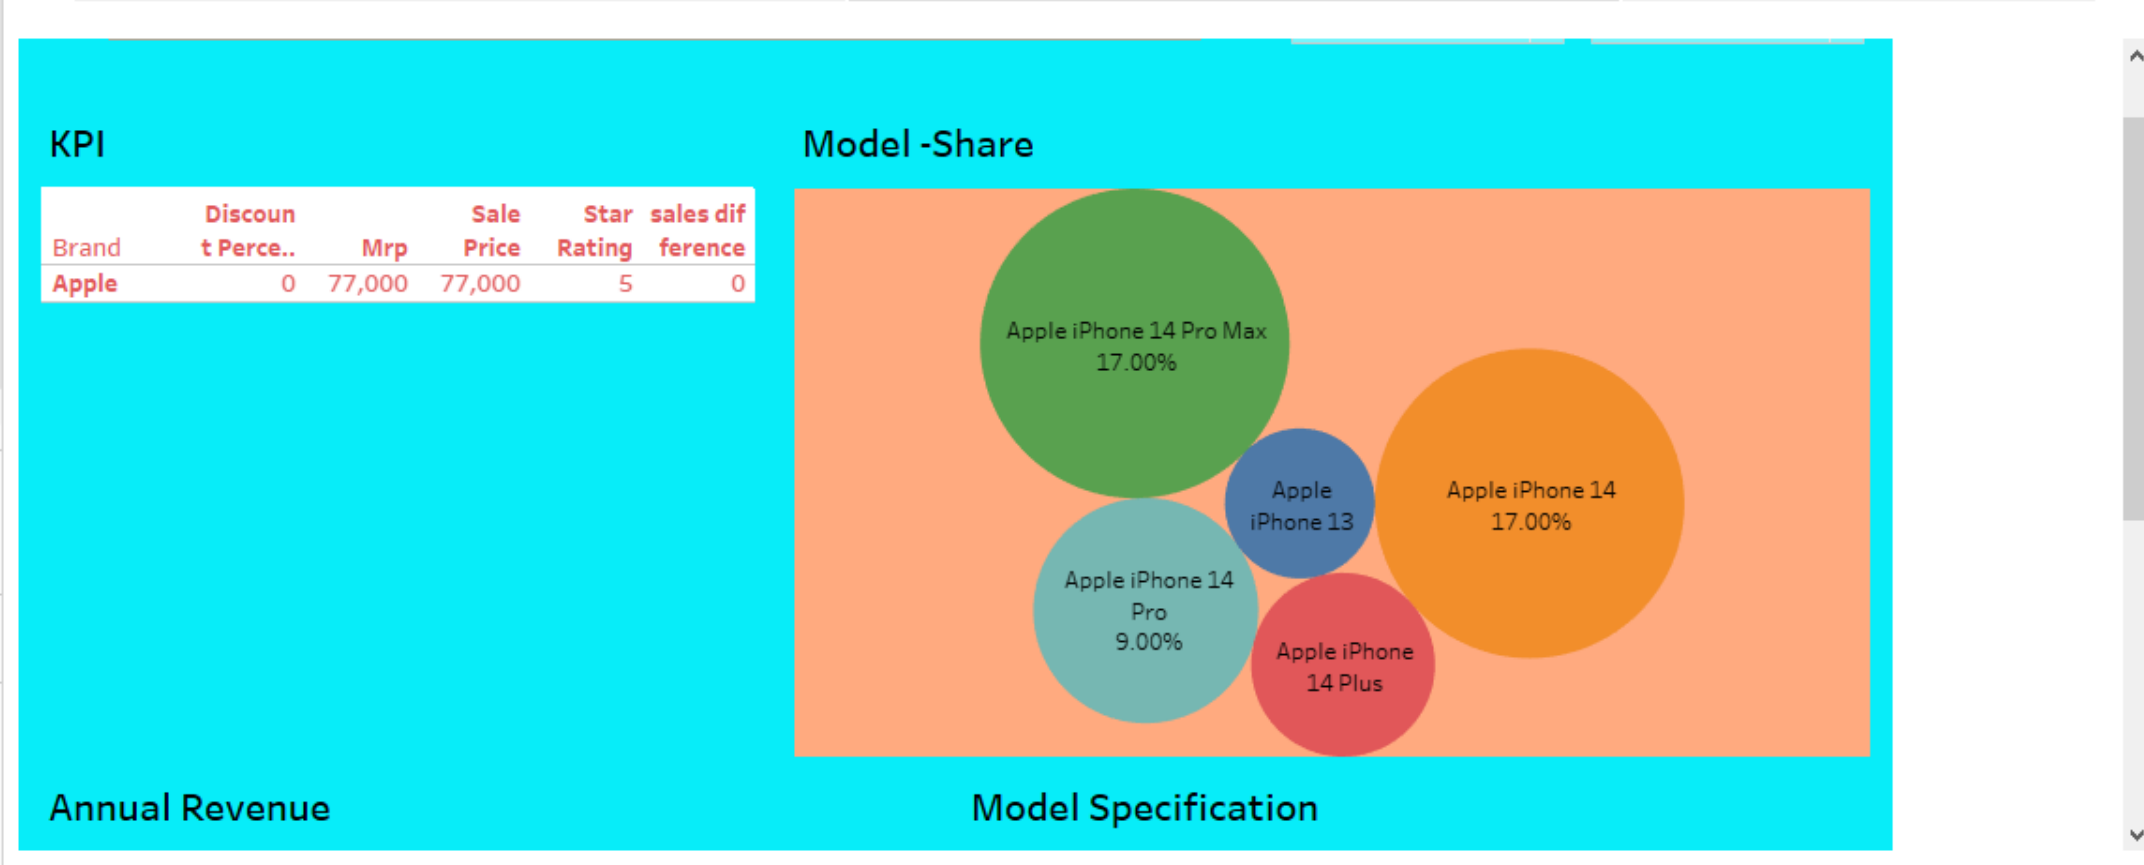 KPI
Model -Share
Discoun Sale Star sales dif
Brand t Perce.. Mrp Price Rating ference
Apple 0 77,000 77,000 5 0
Apple iPhone 14 Pro Max
17.00%
Apple
iPhone 13
Apple iPhone 14
17.00%
Apple iPhone 14
Pro
9.00%
Apple iPhone
14 Plus
Annual Revenue
Model Specification